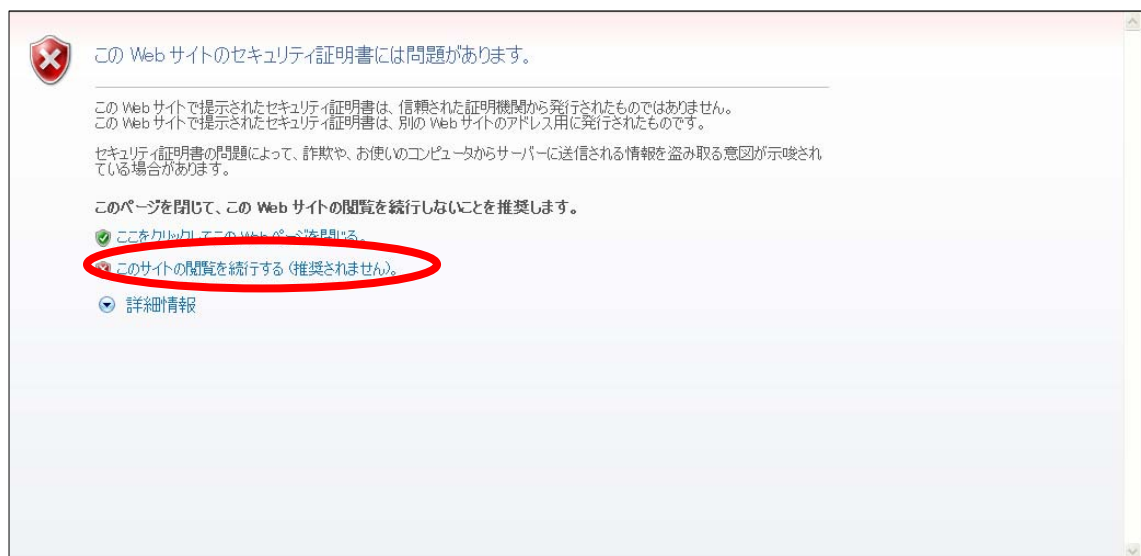 この Web サイトのセキュリティ証明書には問題があります。
この Web サイトで提示されたセキュリティ証明書は、信頼された証明機関から発行されたものではありません。
この Web サイトで提示されたセキュリティ証明書は、別の Web サイトのアドレス用に発行されたものです。
セキュリティ証明書の問題によって、詐欺や、お使いのコンピュータからサーバーに送信される情報を盗み取る意図が示唆され
ている場合があります。
このページを閉じて、この Web サイトの閲覧を続行しないことを推奨します。
ここをクリックしてこの Web ページを閉じる。
このサイトの閲覧を続行する (推奨されません)。
詳細情報